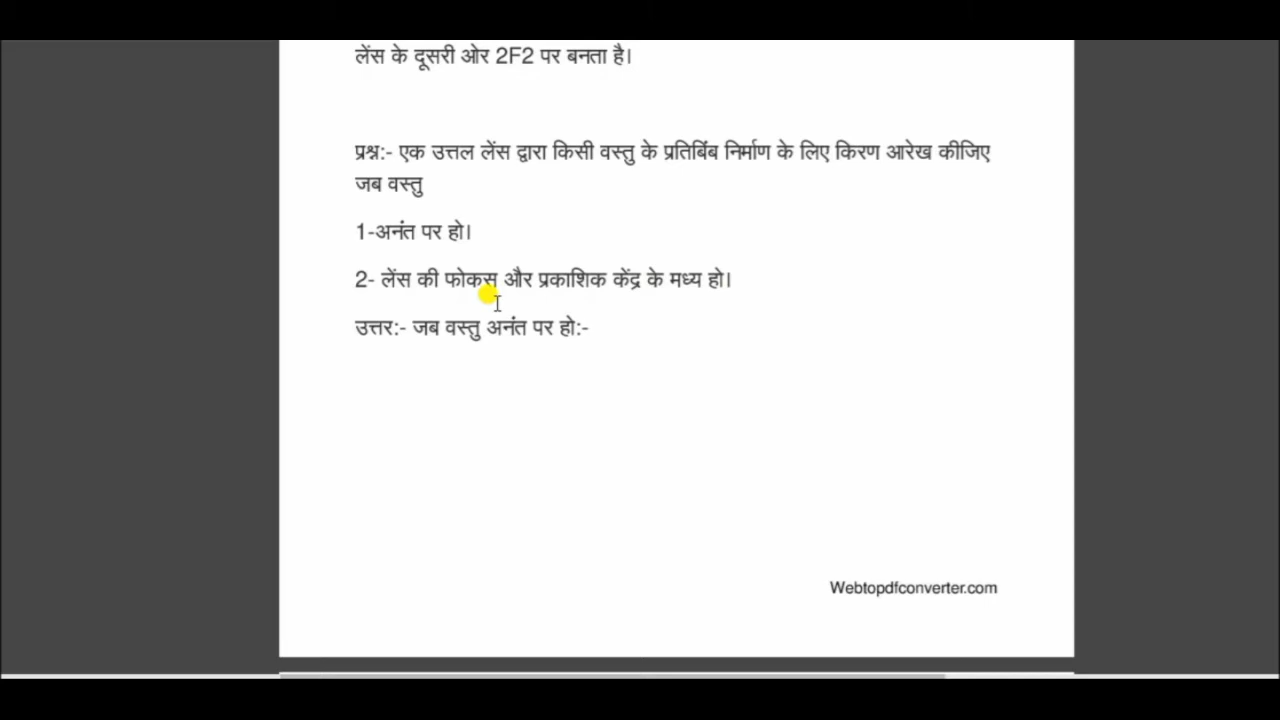 लेंस के दूसरी ओर 2F2 पर बनता है।
प्रश्न:- एक उत्तल लेंस द्वारा किसी वस्तु के प्रतिबिंब निर्माण के लिए किरण आरेख कीजिए
जब वस्तु
1-अनंत पर हो।
2- लेंस की फोकस और प्रकाशिक केंद्र के मध्य हो।
उत्तर:- जब वस्तु अनंत पर हो:-
Webtopdfconverter.com